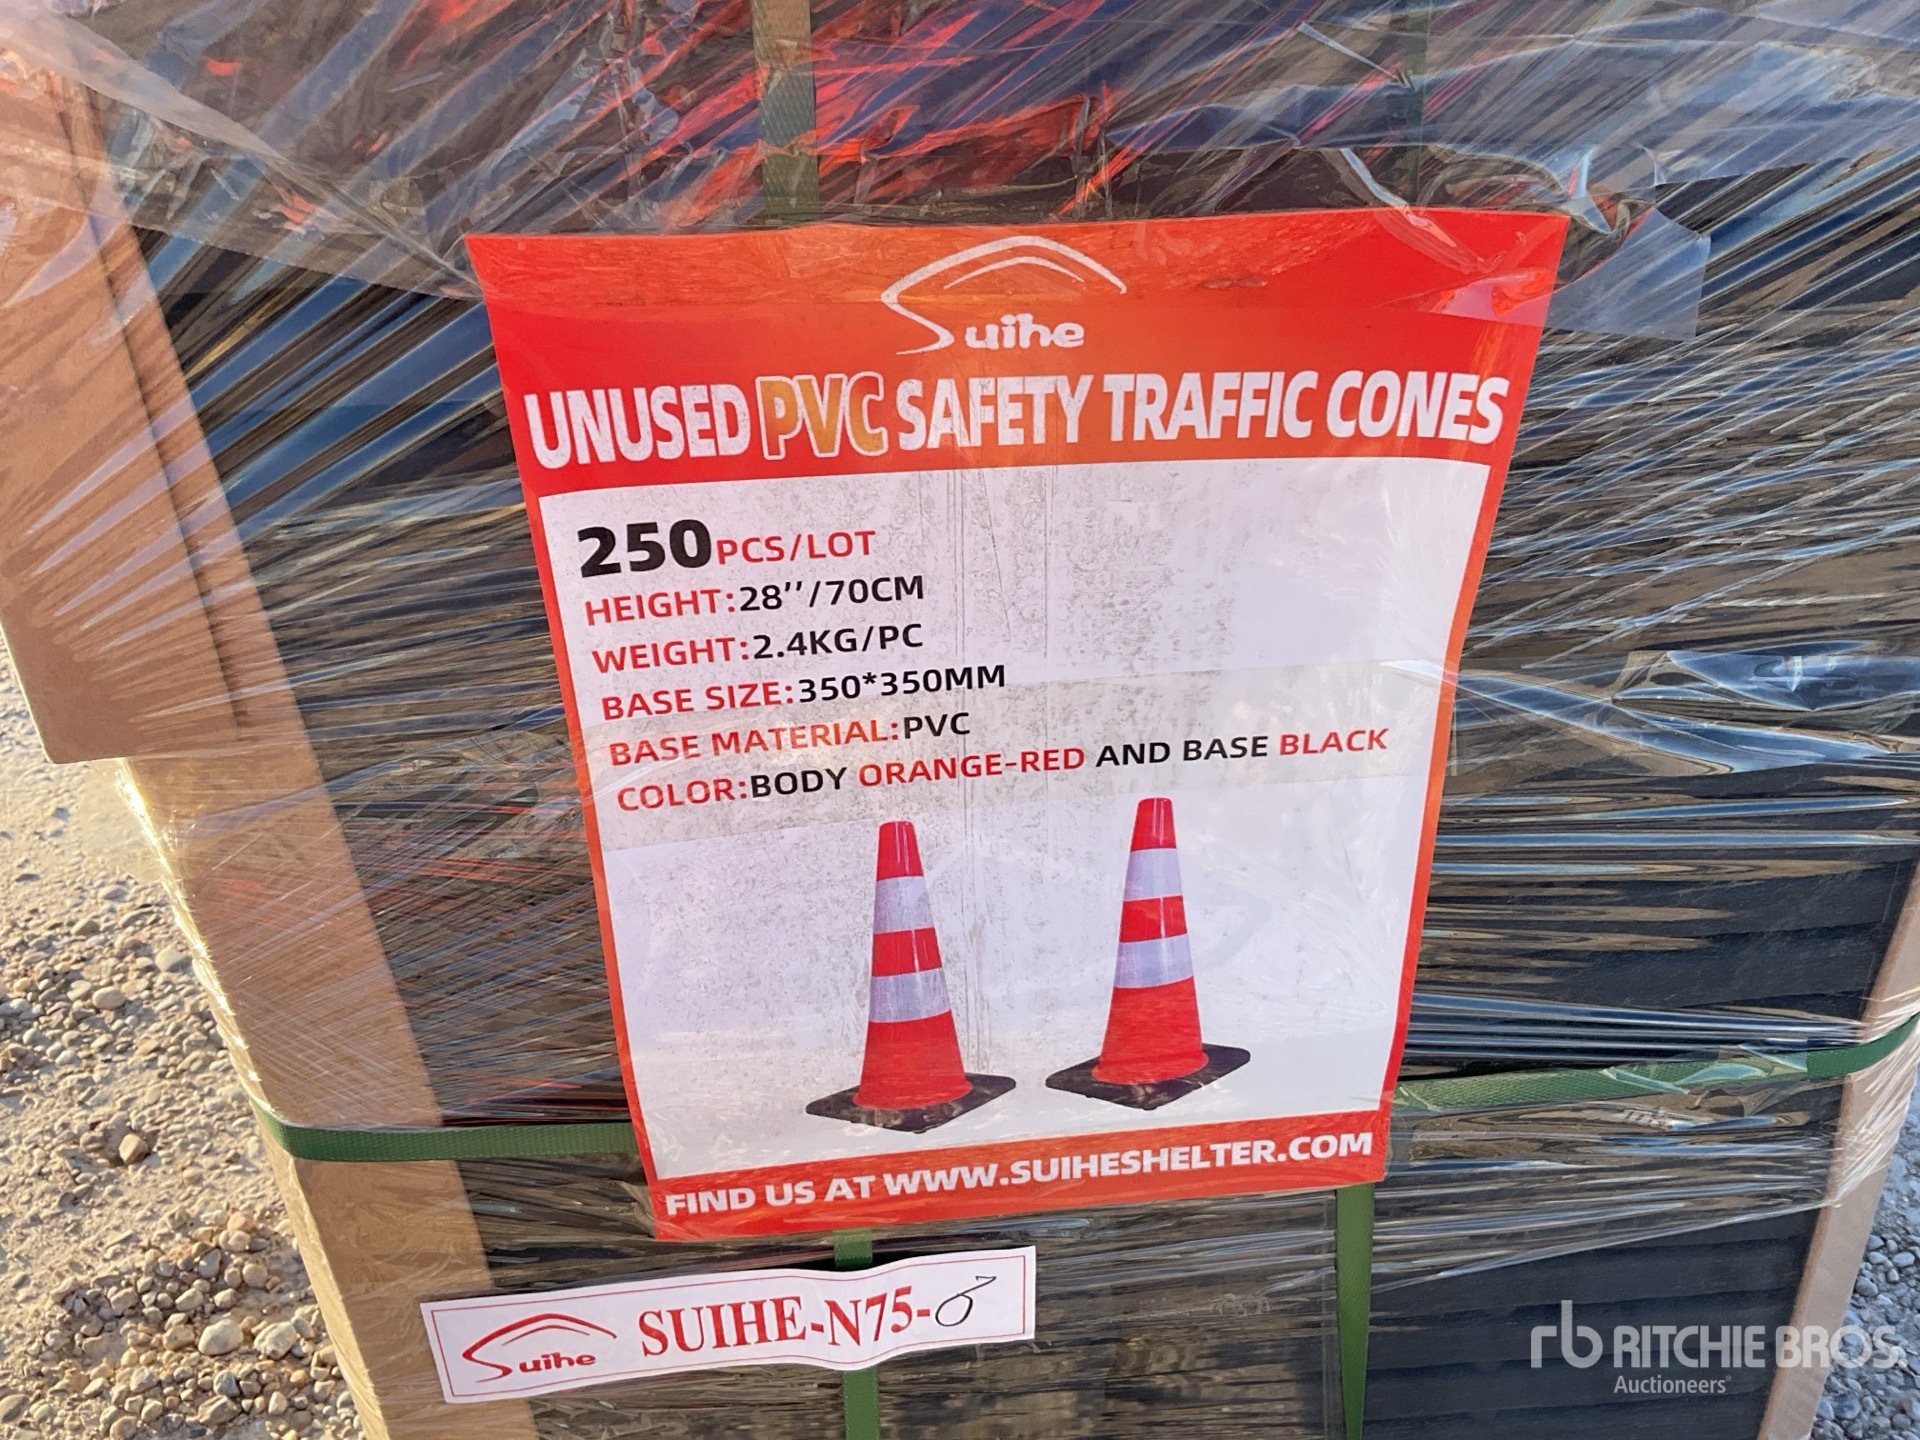 Suihe
UNUSED PVC SAFETY TRAFFIC CONES
250PCS/LOT
HEIGHT:28''/70CM
WEIGHT:2.4KG/PC
BASE SIZE:350*350MM
BASE MATERIAL:PVC
COLOR:BODY ORANGE-RED AND BASE BLACK
FIND US AT WWW.SUIHESHELTER.COM
Suihe SUIHE-N75-8
rb RITCHIE BROS.
Auctioneers®